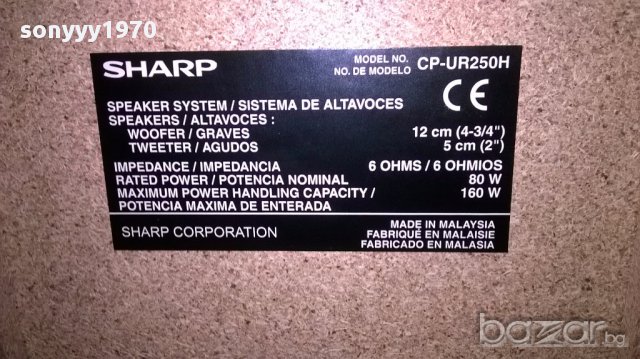 sonyyy1970
SHARP
MODEL NO.
NO. DE MODELO
CP-UR250H
SPEAKER SYSTEM / SISTEMA DE ALTAVOCES
CE
SPEAKERS / ALTAVOCES :
WOOFER / GRAVES 12 cm (4-3/4")
TWEETER / AGUDOS 5 cm (2")
IMPEDANCE / IMPEDANCIA 6 OHMS / 6 OHMIOS
RATED POWER / POTENCIA NOMINAL 80 W
MAXIMUM POWER HANDLING CAPACITY / 160 W
POTENCIA MAXIMA DE ENTERADA
SHARP CORPORATION
MADE IN MALAYSIA
FABRIQUÉ EN MALAISIE
FABRICADO EN MALASIA
bazar.bg